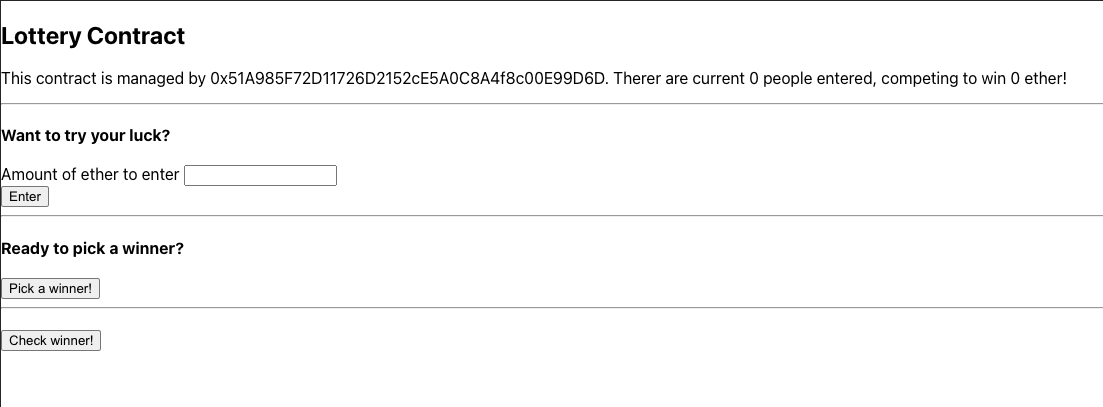 Lottery Contract
This contract is managed by 0x51A985F72D11726D2152cE5A0C8A4f8c00E99D6D. Therer are current 0 people entered, competing to win 0 ether!
Want to try your luck?
Amount of ether to enter
Enter
Ready to pick a winner?
Pick a winner!
Check winner!